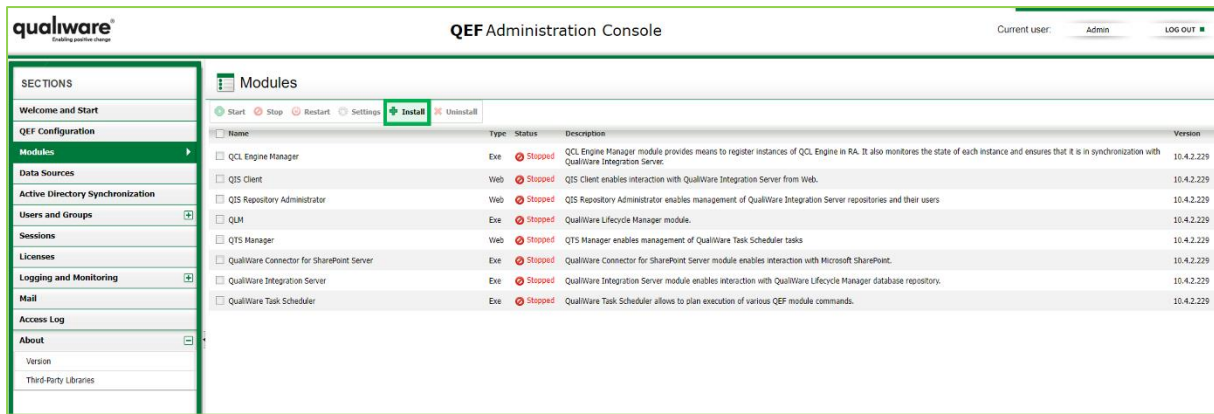 qualiware®
Enabling positive change
QEF Administration Console
Current user: Admin LOG OUT
SECTIONS
Welcome and Start
QEF Configuration
Modules
Data Sources
Active Directory Synchronization
Users and Groups
Sessions
Licenses
Logging and Monitoring
Mail
Access Log
About
Version
Third-Party Libraries
Modules
Start Stop Restart Settings Install Uninstall
Name Type Status Description Version
QCL Engine Manager Exe Stopped QCL Engine Manager module provides means to register instances of QCL Engine in RA. It also monitores the state of each instance and ensures that it is in synchronization with 10.4.2.229
QualiWare Integration Server.
QIS Client Web Stopped QIS Client enables interaction with QualiWare Integration Server from Web. 10.4.2.229
QIS Repository Administrator Web Stopped QIS Repository Administrator enables management of QualiWare Integration Server repositories and their users 10.4.2.229
QLM Exe Stopped QualiWare Lifecycle Manager module. 10.4.2.229
QTS Manager Web Stopped QTS Manager enables management of QualiWare Task Scheduler tasks 10.4.2.229
QualiWare Connector for SharePoint Server Exe Stopped QualiWare Connector for SharePoint Server module enables interaction with Microsoft SharePoint. 10.4.2.229
QualiWare Integration Server Exe Stopped QualiWare Integration Server module enables interaction with QualiWare Lifecycle Manager database repository. 10.4.2.229
QualiWare Task Scheduler Exe Stopped QualiWare Task Scheduler allows to plan execution of various QEF module commands. 10.4.2.229